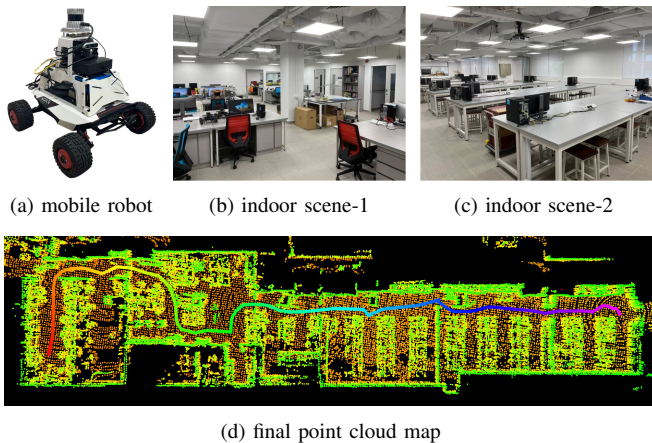 (a) mobile robot
(b) indoor scene-1
(c) indoor scene-2
(d) final point cloud map